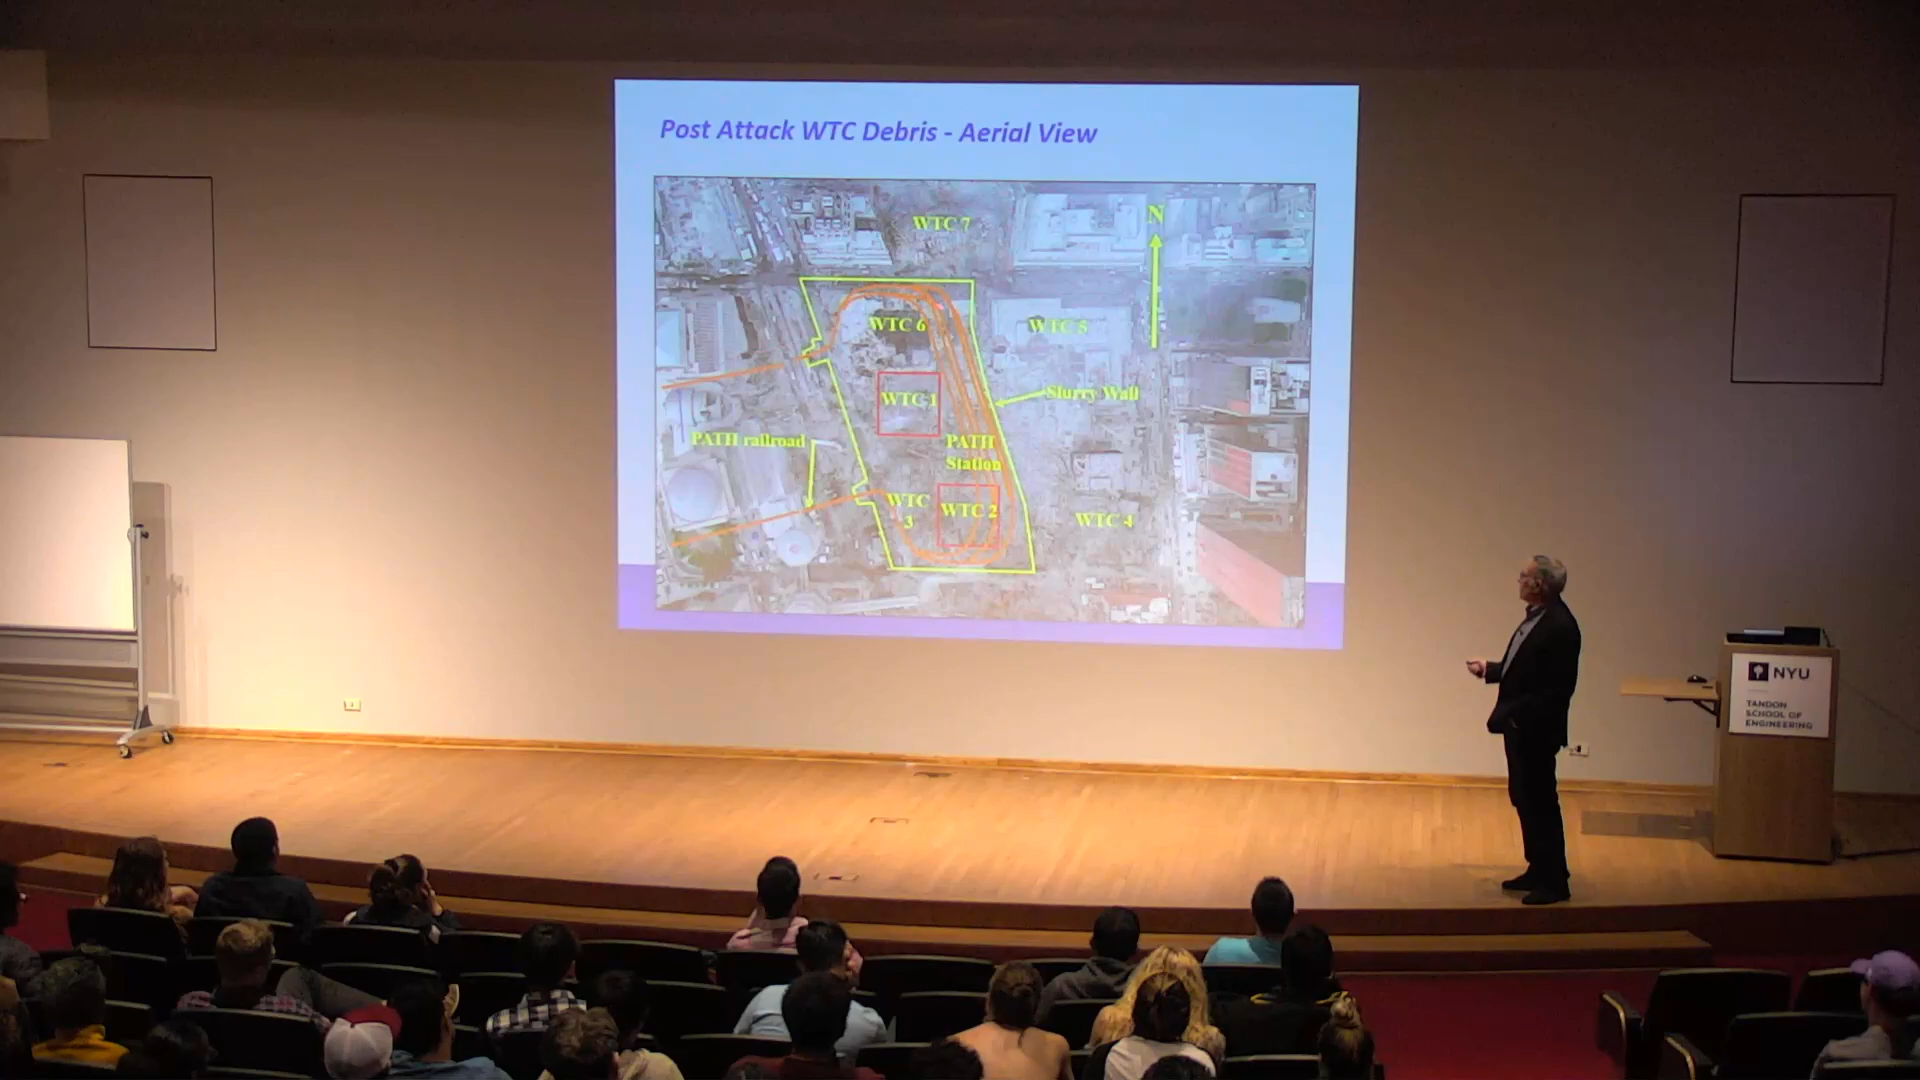 Post Attack WTC Debris - Aerial View
WTC 7
N
WTC 6
WTC 5
WTC 1
Slurry Wall
PATH railroad
PATH
Station
WTC
3
WTC 2
WTC 4
NYU
TANDON
SCHOOL OF
ENGINEERING